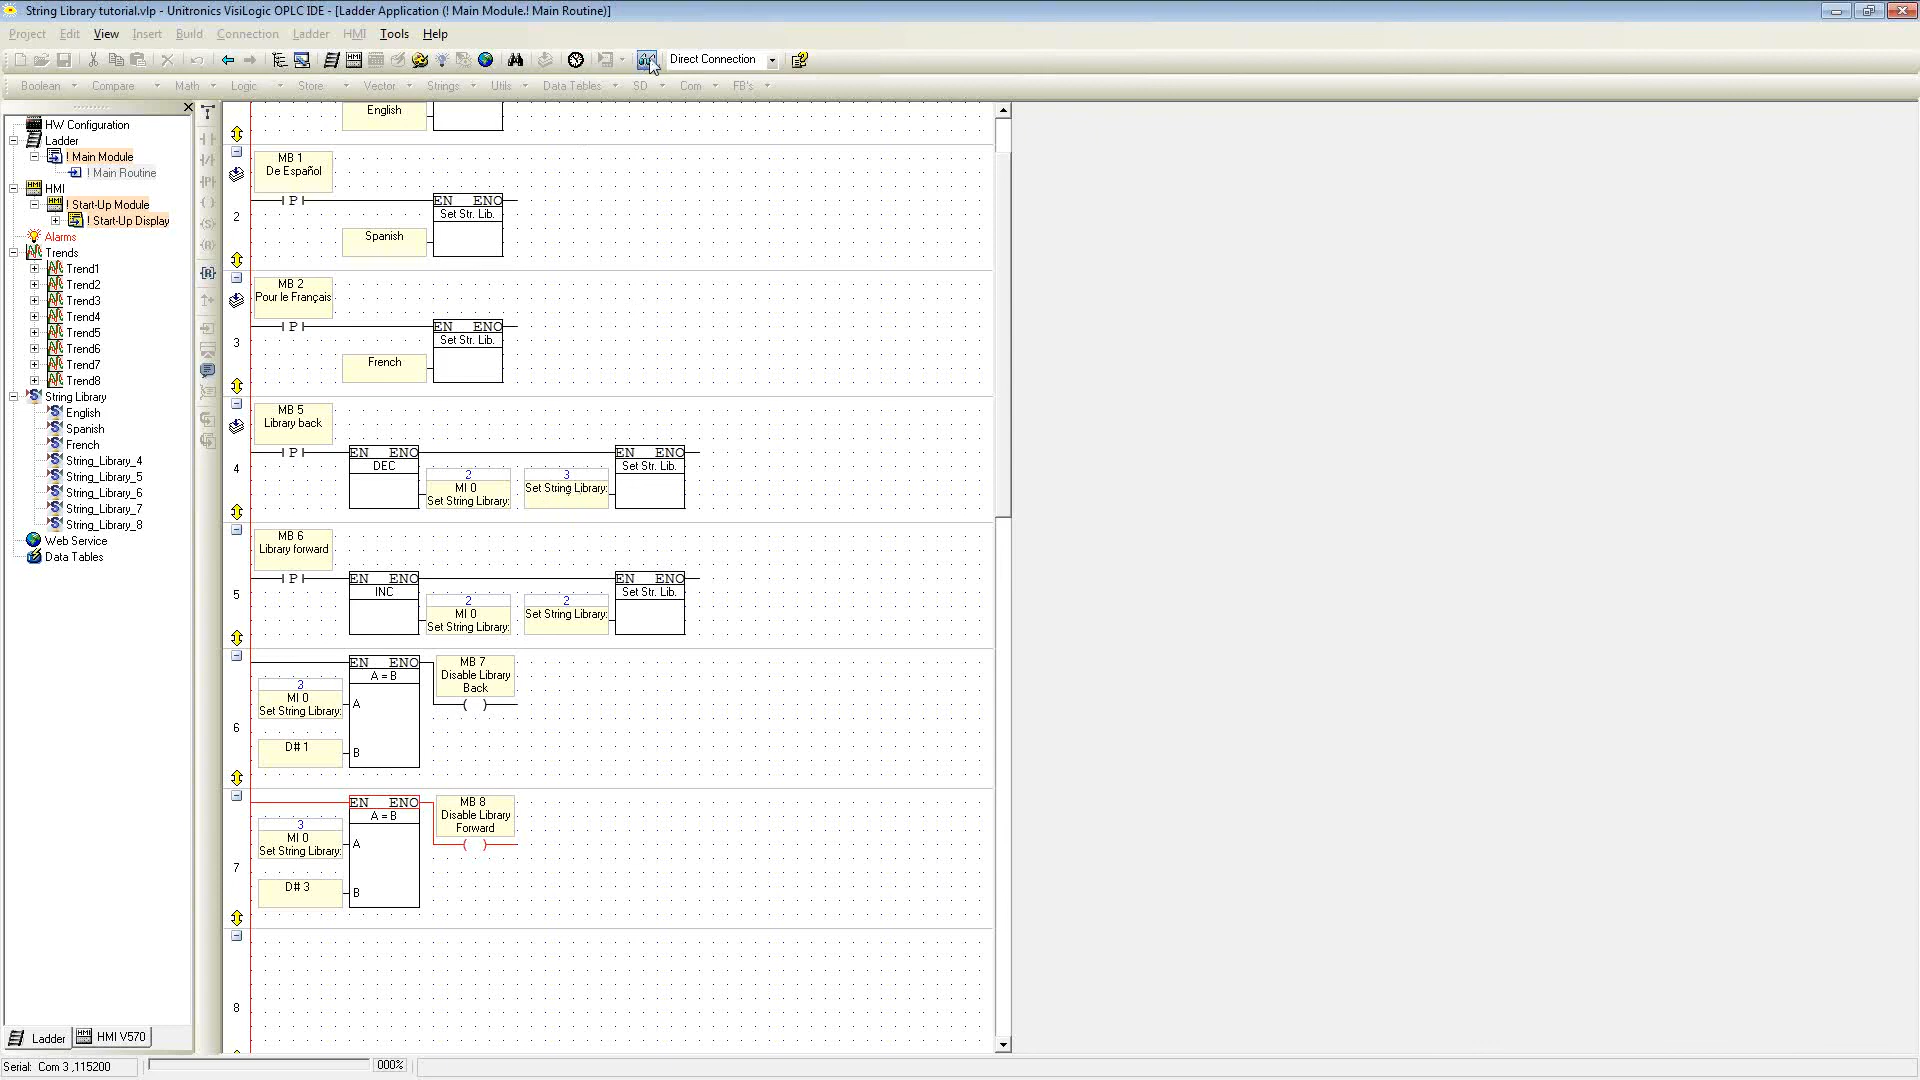 String Library tutorial.vlp - Unitronics VisiLogic OPLC IDE - [Ladder Application (! Main Module.! Main Routine)]
Project Edit View Insert Build Connection Ladder HMI Tools Help
Direct Connection
Boolean Compare Math Logic Store Vector Strings Utils Data Tables SD Com FB's
HW Configuration
Ladder
! Main Module
! Main Routine
HMI
! Start-Up Module
! Start-Up Display
Alarms
Trends
Trend1
Trend2
Trend3
Trend4
Trend5
Trend6
Trend7
Trend8
String Library
English
Spanish
French
String_Library_4
String_Library_5
String_Library_6
String_Library_7
String_Library_8
Web Service
Data Tables
Ladder
HMI V570
English
MB 1
De Español
P
EN ENO
Set Str. Lib.
2
Spanish
MB 2
Pour le Français
P
EN ENO
Set Str. Lib.
3
French
MB 5
Library back
P
EN ENO
DEC
EN ENO
Set Str. Lib.
4
2
MI 0
Set String Library:
3
Set String Library:
MB 6
Library forward
P
EN ENO
INC
EN ENO
Set Str. Lib.
5
2
MI 0
Set String Library:
2
Set String Library:
EN ENO
A = B
MB 7
Disable Library
Back
( )
3
MI 0
Set String Library:
A
6
D# 1
B
EN ENO
A = B
MB 8
Disable Library
Forward
( )
3
MI 0
Set String Library:
A
7
D# 3
B
8
Serial: Com 3 ,115200
000%